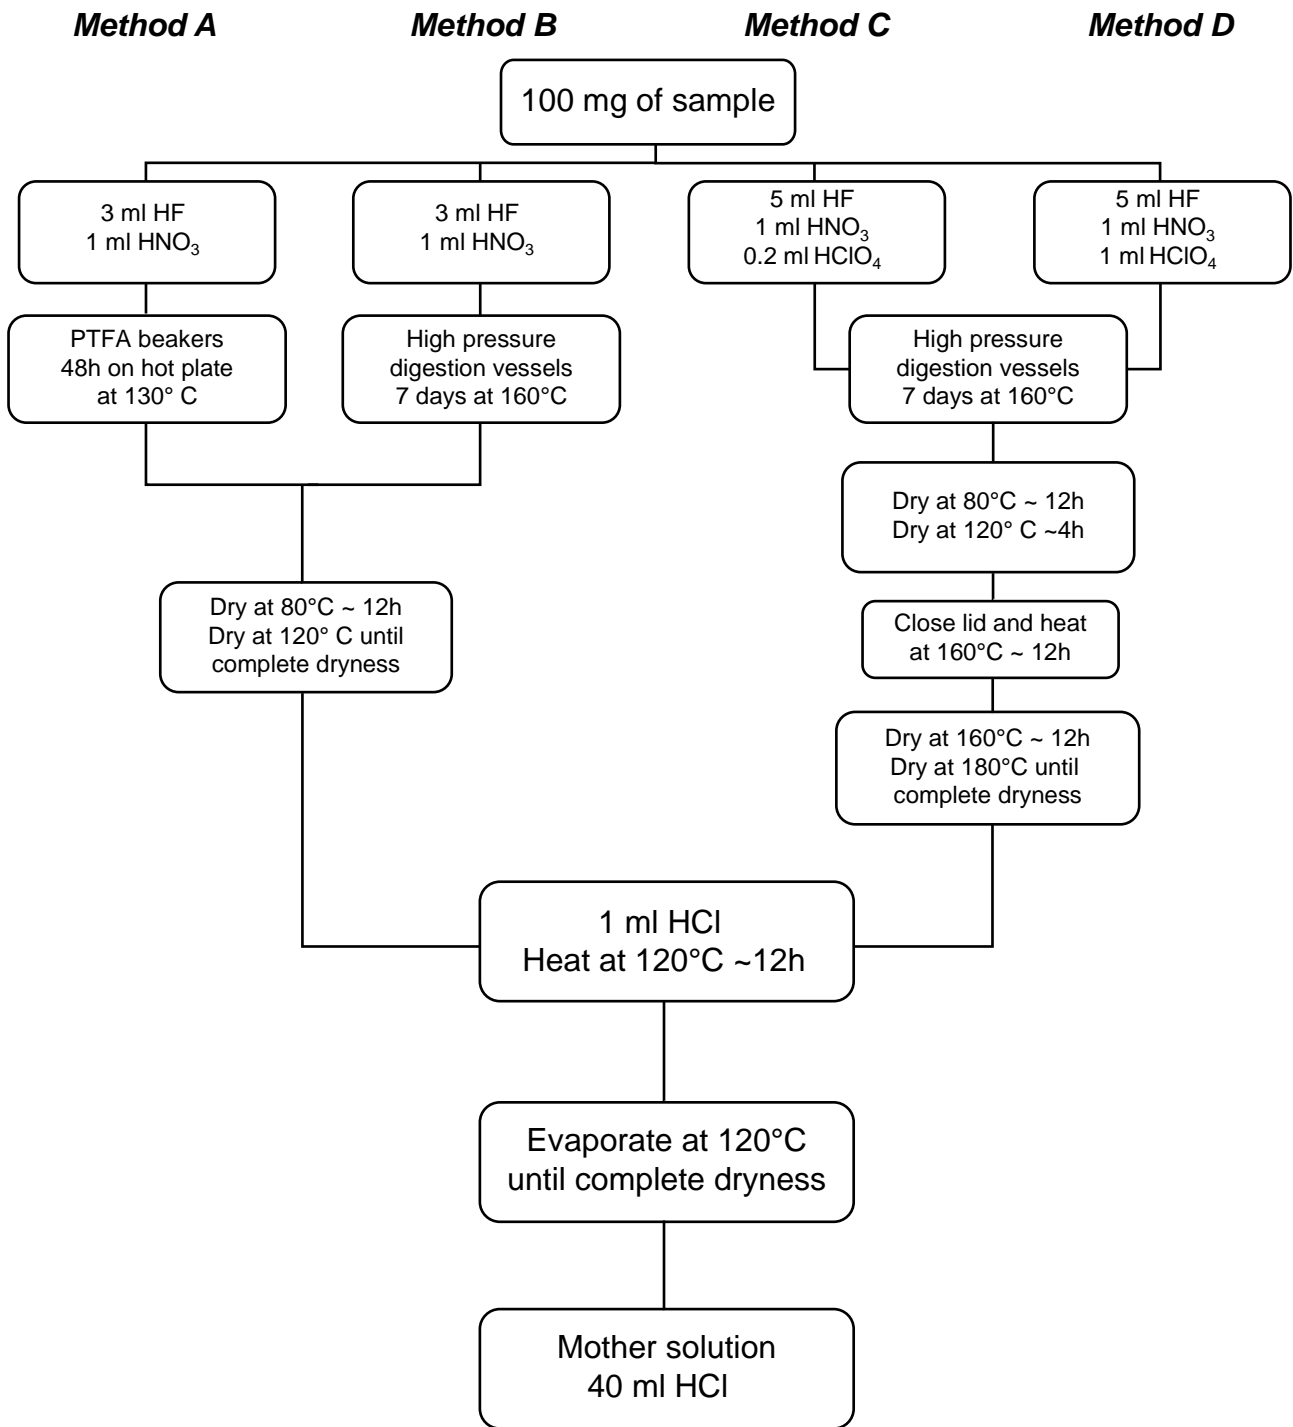 Method A
Method B
Method C
Method D
100 mg of sample
3 ml HF
1 ml HNO₃
3 ml HF
1 ml HNO₃
5 ml HF
1 ml HNO₃
0.2 ml HClO₄
5 ml HF
1 ml HNO₃
1 ml HClO₄
PTFA beakers
48h on hot plate
at 130° C
High pressure
digestion vessels
7 days at 160°C
High pressure
digestion vessels
7 days at 160°C
Dry at 80°C ~ 12h
Dry at 120° C ~4h
Dry at 80°C ~ 12h
Dry at 120° C until
complete dryness
Close lid and heat
at 160°C ~ 12h
Dry at 160°C ~ 12h
Dry at 180°C until
complete dryness
1 ml HCl
Heat at 120°C ~12h
Evaporate at 120°C
until complete dryness
Mother solution
40 ml HCl